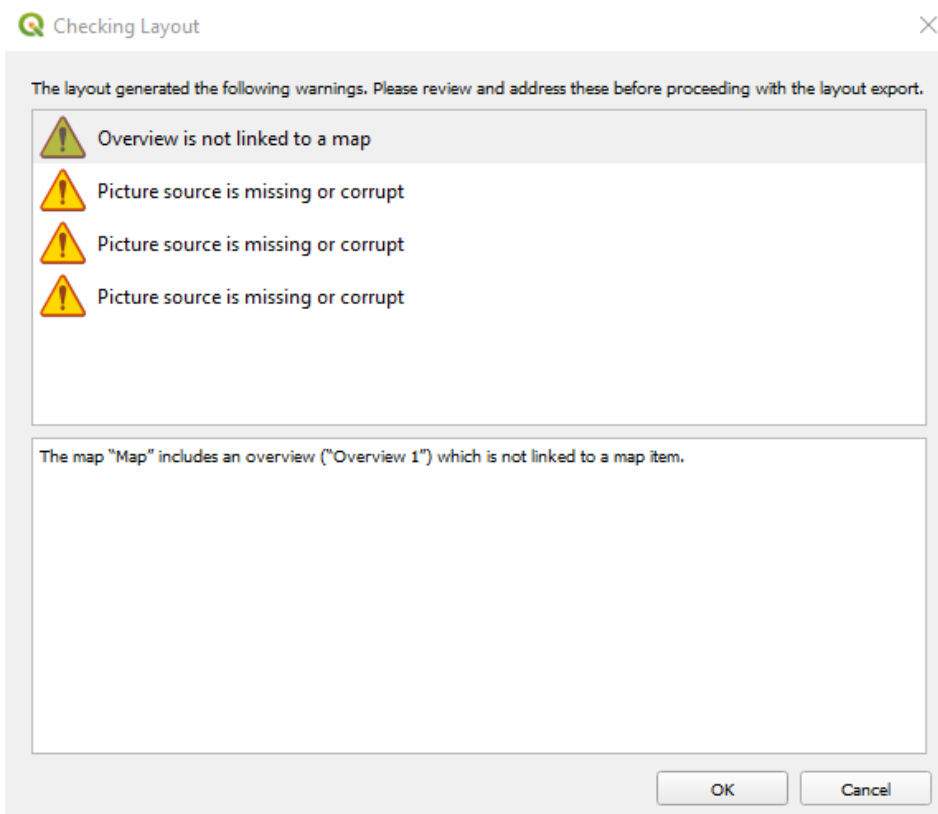 Checking Layout
The layout generated the following warnings. Please review and address these before proceeding with the layout export.
Overview is not linked to a map
Picture source is missing or corrupt
Picture source is missing or corrupt
Picture source is missing or corrupt
The map “Map” includes an overview (“Overview 1”) which is not linked to a map item.
OK Cancel